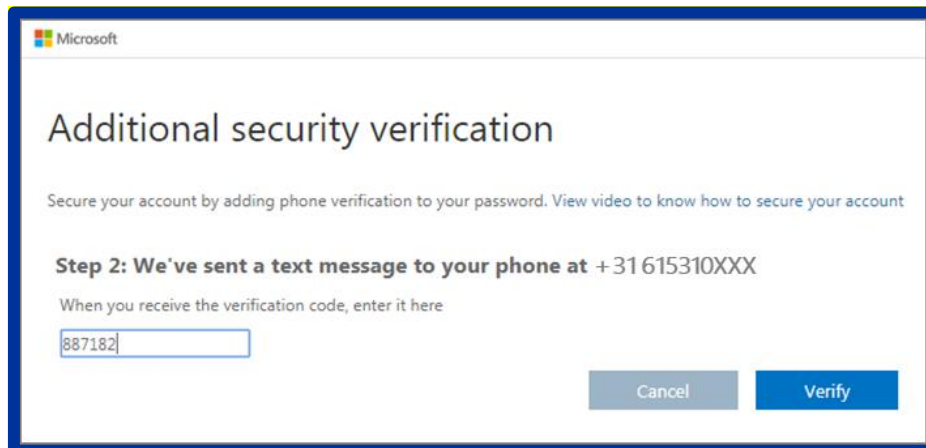 Microsoft
Additional security verification
Secure your account by adding phone verification to your password. View video to know how to secure your account
Step 2: We've sent a text message to your phone at +31615310XXX
When you receive the verification code, enter it here
887182
Cancel Verify